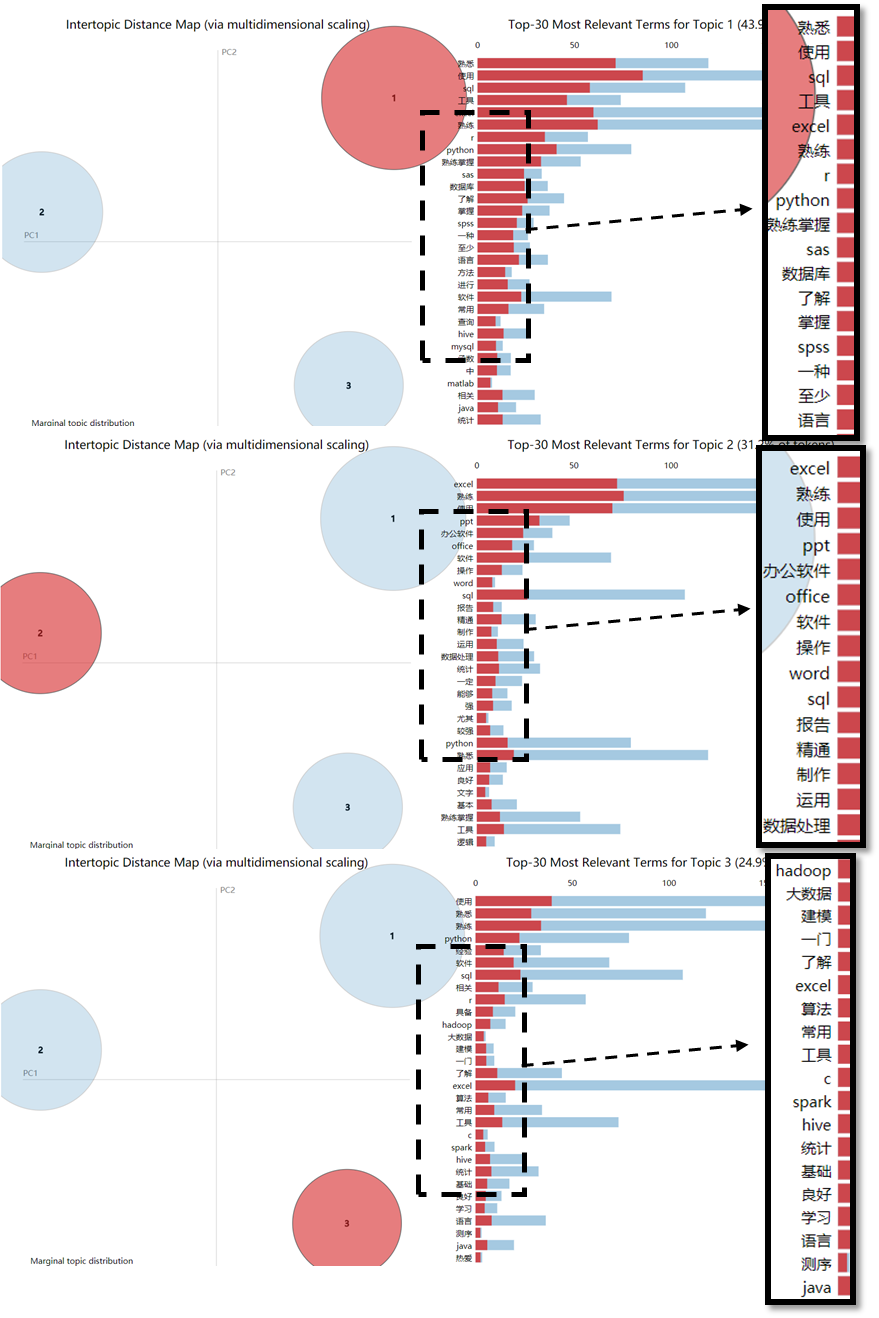 Intertopic Distance Map (via multidimensional scaling)
Top-30 Most Relevant Terms for Topic 1 (43.9
PC2
PC1
1
2
3
Marginal topic distribution
0
50
100
熟悉
使用
sql
工具
熟练
r
python
熟练掌握
sas
数据库
了解
掌握
spss
一种
至少
语言
方法
进行
软件
常用
查询
hive
mysql
函数
中
matlab
相关
java
统计
熟悉
使用
sql
工具
excel
熟练
r
python
熟练掌握
sas
数据库
了解
掌握
spss
一种
至少
语言
Intertopic Distance Map (via multidimensional scaling)
Top-30 Most Relevant Terms for Topic 2 (31.2% of tokens)
PC2
PC1
1
2
3
Marginal topic distribution
0
50
100
excel
熟练
使用
ppt
办公软件
office
软件
操作
word
sql
报告
精通
制作
运用
数据处理
统计
一定
能够
强
尤其
较强
python
熟悉
应用
良好
文字
基本
熟练掌握
工具
逻辑
excel
熟练
使用
ppt
办公软件
office
软件
操作
word
sql
报告
精通
制作
运用
数据处理
Intertopic Distance Map (via multidimensional scaling)
Top-30 Most Relevant Terms for Topic 3 (24.9%
PC2
PC1
1
2
3
Marginal topic distribution
0
50
100
使用
熟悉
熟练
python
经验
软件
sql
相关
r
具备
hadoop
大数据
建模
一门
了解
excel
算法
常用
工具
c
spark
hive
统计
基础
良好
学习
语言
测序
java
热爱
hadoop
大数据
建模
一门
了解
excel
算法
常用
工具
c
spark
hive
统计
基础
良好
学习
语言
测序
java